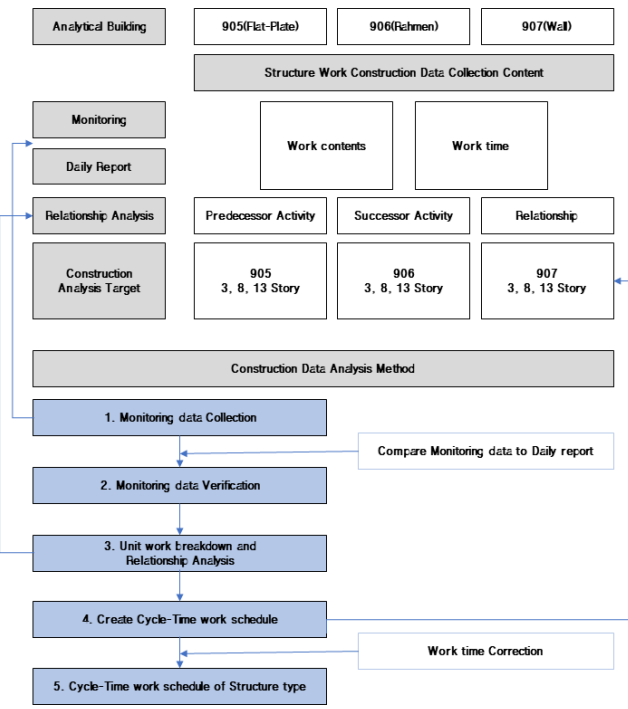 Analytical Building
905(Flat-Plate)
906(Rahmen)
907(Wall)
Structure Work Construction Data Collection Content
Monitoring
Work contents
Work time
Daily Report
Relationship Analysis
Predecessor Activity
Successor Activity
Relationship
Construction
Analysis Target
905
3, 8, 13 Story
906
3, 8, 13 Story
907
3, 8, 13 Story
Construction Data Analysis Method
1. Monitoring data Collection
Compare Monitoring data to Daily report
2. Monitoring data Verification
3. Unit work breakdown and
Relationship Analysis
4. Create Cycle-Time work schedule
Work time Correction
5. Cycle-Time work schedule of Structure type